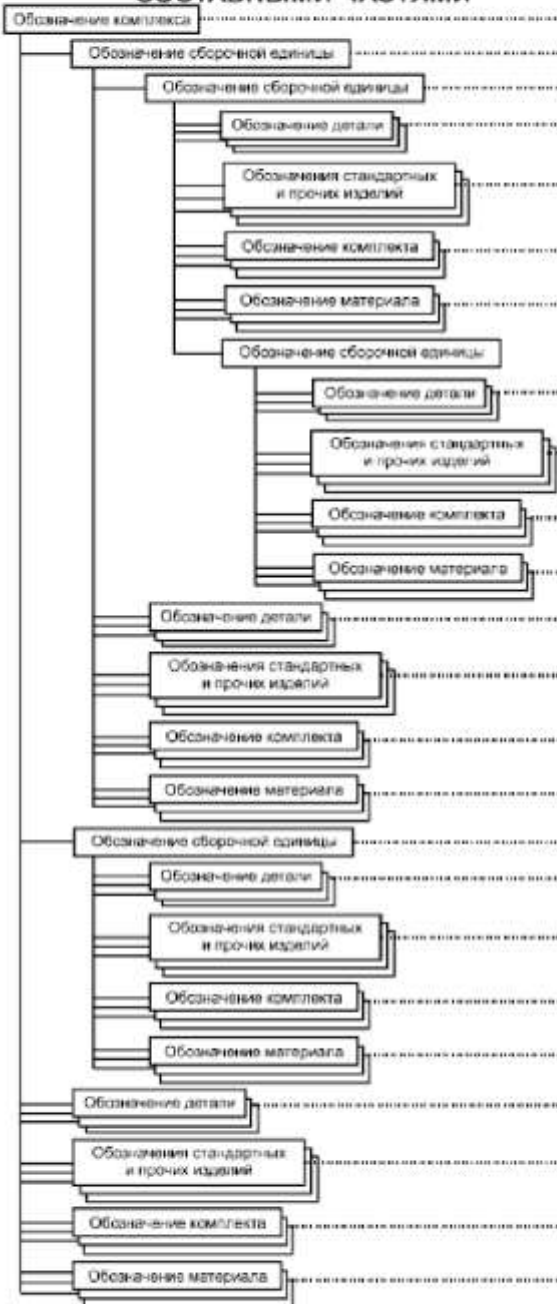 СОСТАВНЫМИ ЧАСТЯМИ
Обозначение комплекса
Обозначение сборочной единицы
Обозначение сборочной единицы
Обозначение детали
Обозначения стандартных
и прочих изделий
Обозначение комплекта
Обозначение материала
Обозначение сборочной единицы
Обозначение детали
Обозначения стандартных
и прочих изделий
Обозначение комплекта
Обозначение материала
Обозначение детали
Обозначения стандартных
и прочих изделий
Обозначение комплекта
Обозначение материала
Обозначение сборочной единицы
Обозначение детали
Обозначения стандартных
и прочих изделий
Обозначение комплекта
Обозначение материала
Обозначение детали
Обозначения стандартных
и прочих изделий
Обозначение комплекта
Обозначение материала